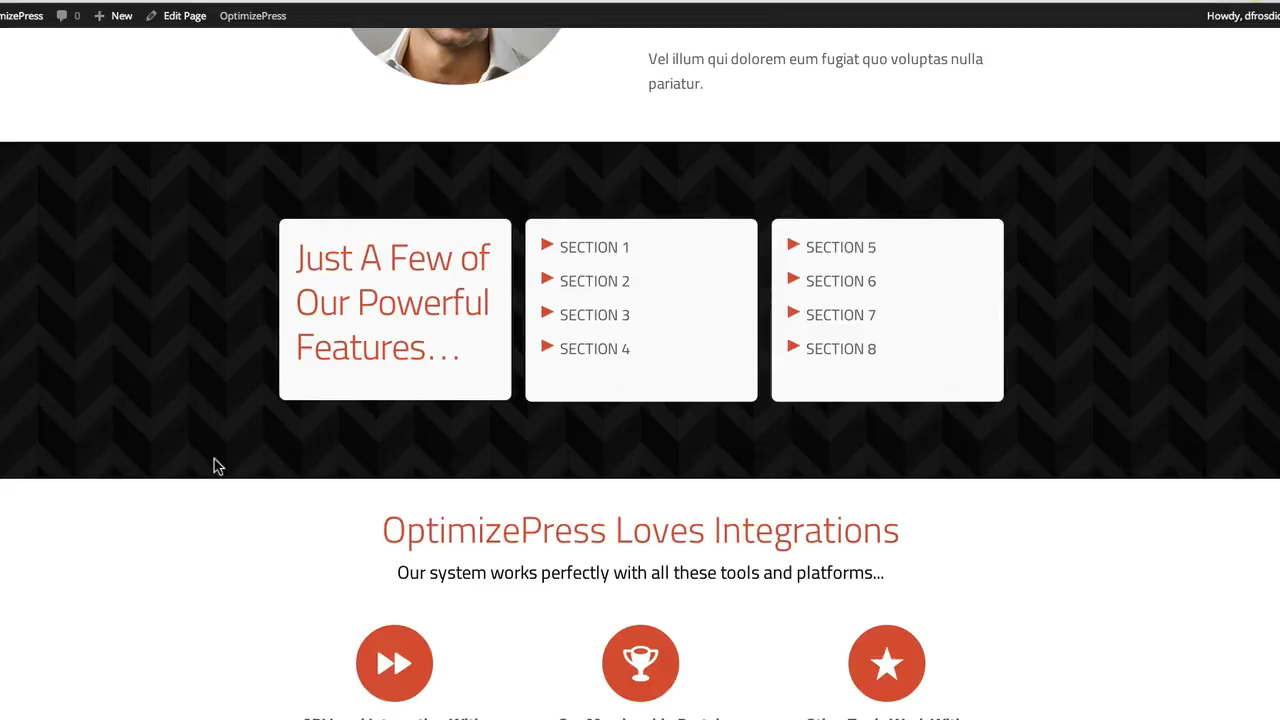 mizePress 0 New Edit Page OptimizePress Howdy, dfrosdi
Vel illum qui dolorem eum fugiat quo voluptas nulla
pariatur.
Just A Few of
Our Powerful
Features...
SECTION 1
SECTION 2
SECTION 3
SECTION 4
SECTION 5
SECTION 6
SECTION 7
SECTION 8
OptimizePress Loves Integrations
Our system works perfectly with all these tools and platforms...